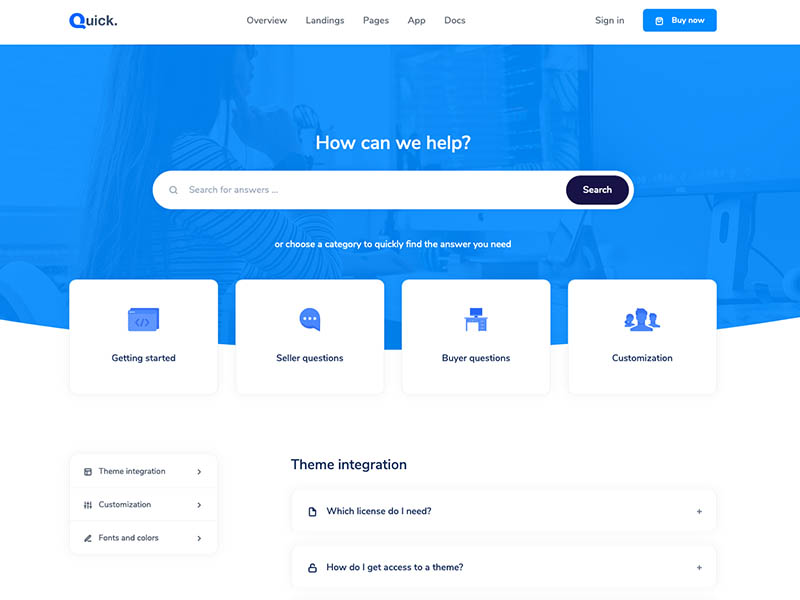 Quick.
Overview Landings Pages App Docs
Sign in Buy now
How can we help?
Search for answers ...
Search
or choose a category to quickly find the answer you need
Getting started
Seller questions
Buyer questions
Customization
Theme integration
Customization
Fonts and colors
Theme integration
Which license do I need?
How do I get access to a theme?